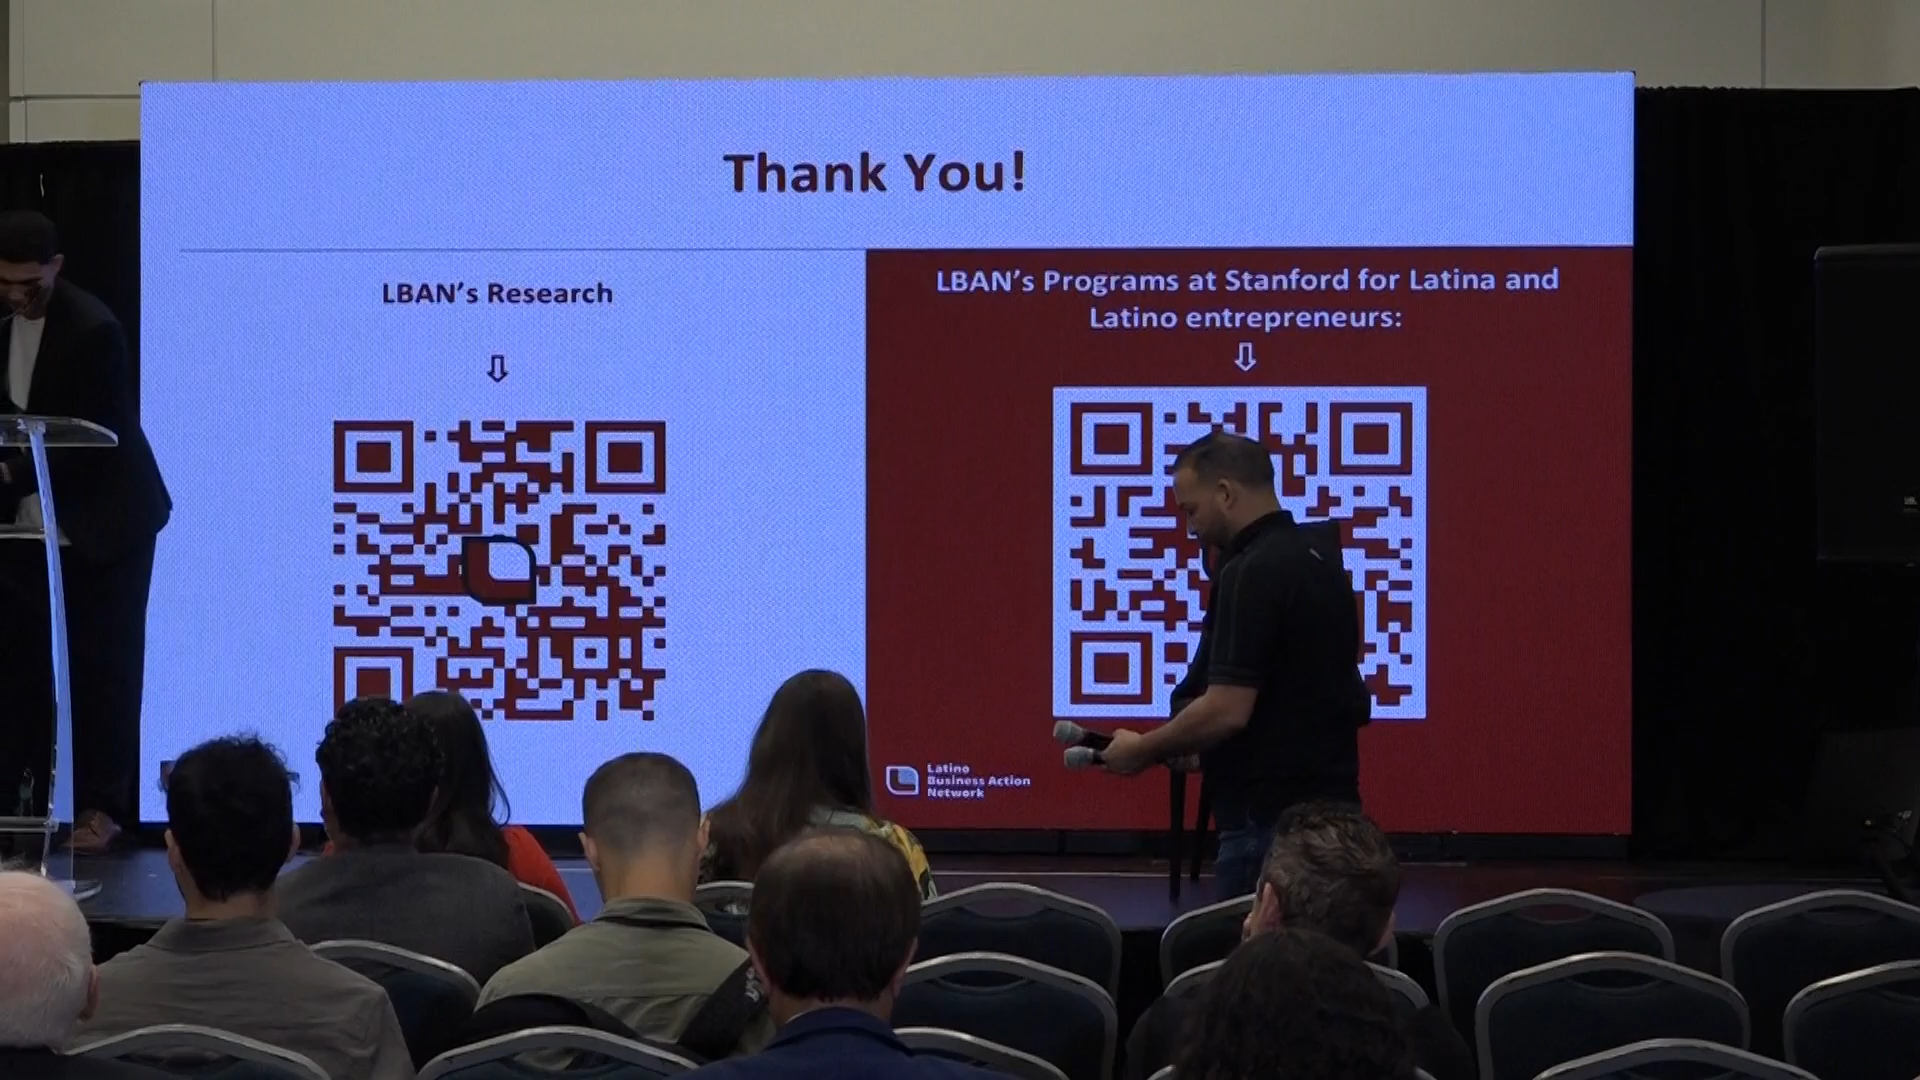 Thank You!
LBAN's Research
LBAN's Programs at Stanford for Latina and
Latino entrepreneurs:
Latino
Business Action
Network